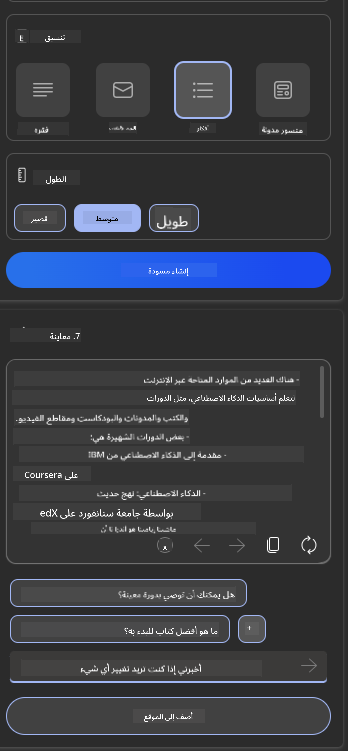 تنسيق
فقرة
أفكار
منشور مدونة
الطول
قصير
متوسط
طويل
إنشاء مسودة
7. معاينة
- هناك العديد من الموارد المتاحة عبر الإنترنت
لتعلم أساسيات الذكاء الاصطناعي، مثل الدورات
والكتب والمدونات والبودكاست ومقاطع الفيديو.
- بعض الدورات الشهيرة هي:
- مقدمة إلى الذكاء الاصطناعي من IBM
على Coursera
- الذكاء الاصطناعي: نهج حديث
بواسطة جامعة ستانفورد على edX
هل يمكنك أن توصي بدورة معينة؟
ما هو أفضل كتاب للبدء به؟
أخبرني إذا كنت تريد تغيير أي شيء
أضف إلى الموقع